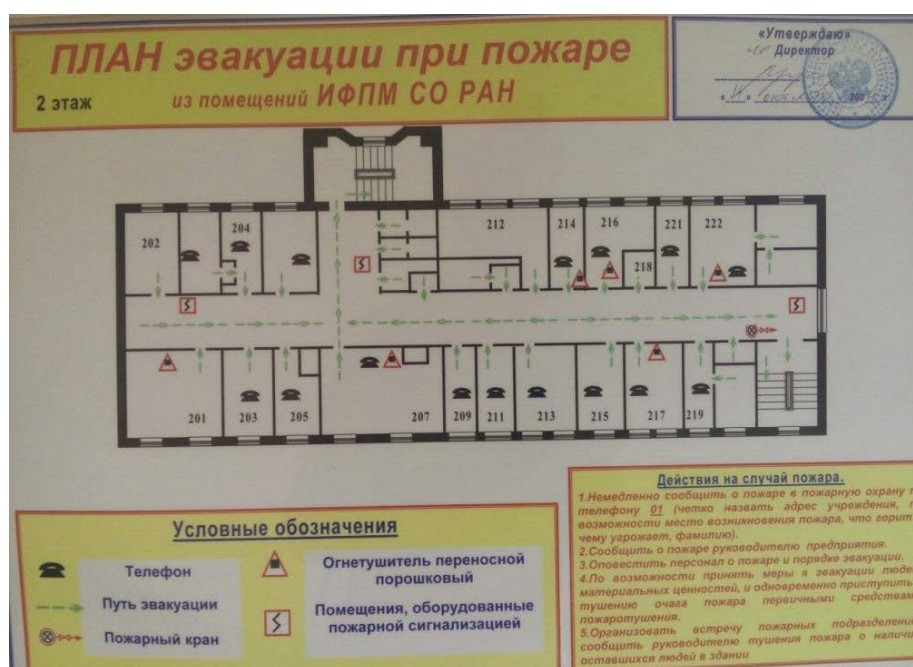 ПЛАН эвакуации при пожаре
2 этаж
из помещений ИФПМ СО РАН
«Утверждаю»
Директор
202
204
212
214
216
218
221
222
201
203
205
207
209
211
213
215
217
219
Условные обозначения
Телефон
Путь эвакуации
Пожарный кран
Огнетушитель переносной
порошковый
Помещения, оборудованные
пожарной сигнализацией
Действия на случай пожара.
1.Немедленно сообщить о пожаре в пожарную охрану
телефону 01 (четко назвать адрес учреждения,
возможности место возникновения пожара, что горит
чему угрожает, фамилию).
2.Сообщить о пожаре руководителю предприятия.
3.Оповестить персонал о пожаре и порядке эвакуации.
4.По возможности принять меры к эвакуации люде
материальных ценностей, и одновременно приступить
тушению очага пожара первичными средствам
пожаротушения.
5.Организовать встречу пожарных подразделени
сообщить руководителю тушения пожара о наличи
оставшихся людей в здании